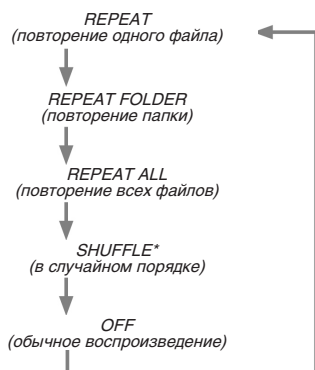 REPEAT
(повторение одного файла)
REPEAT FOLDER
(повторение папки)
REPEAT ALL
(повторение всех файлов)
SHUFFLE*
(в случайном порядке)
OFF
(обычное воспроизведение)